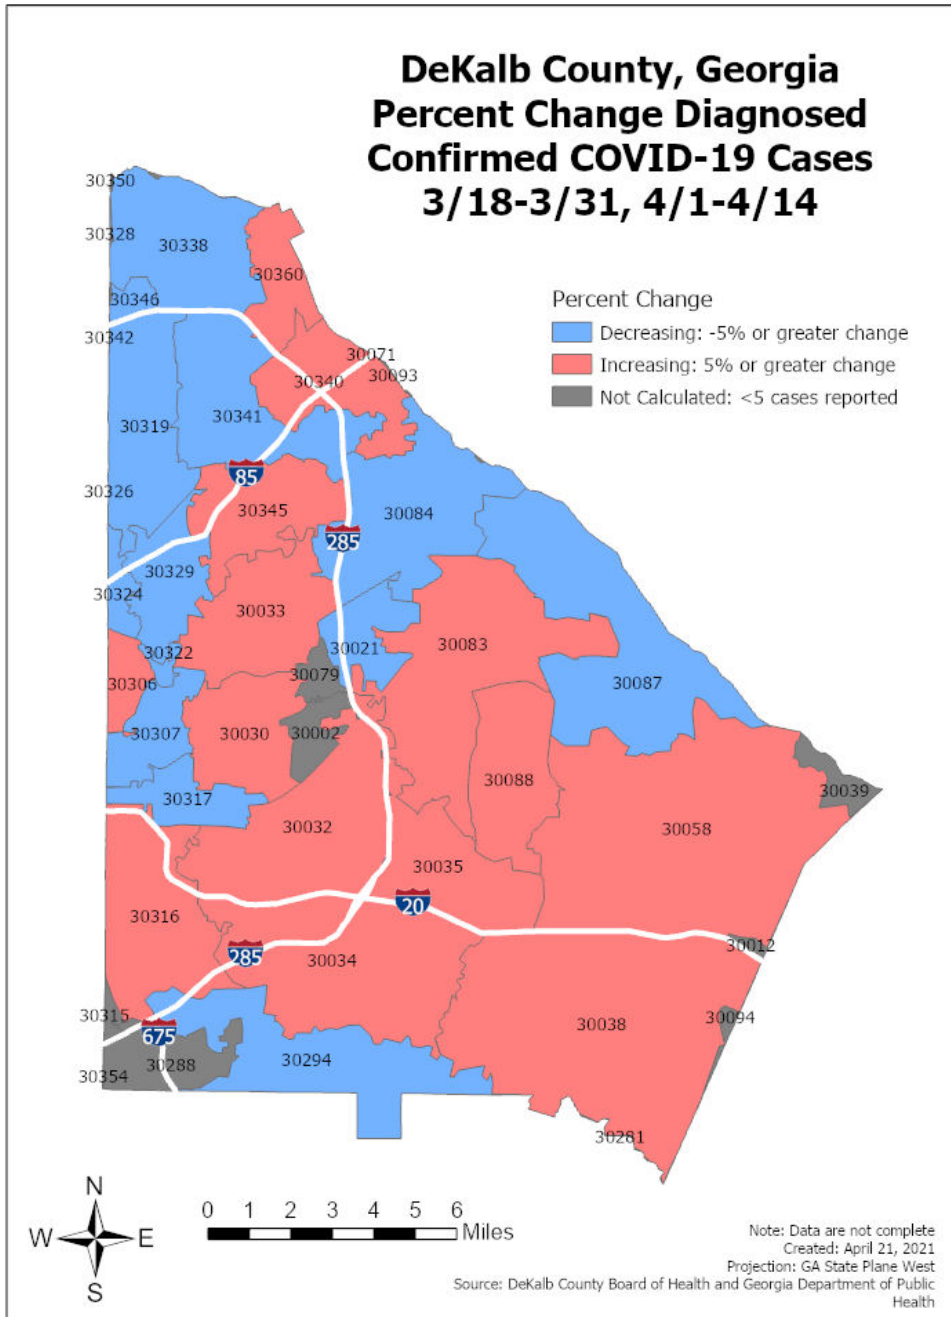 DeKalb County, Georgia
Percent Change Diagnosed
Confirmed COVID-19 Cases
3/18-3/31, 4/1-4/14
Percent Change
Decreasing: -5% or greater change
Increasing: 5% or greater change
Not Calculated: <5 cases reported
30350
30328
30338
30360
30346
30342
30071
30340
30093
30341
30319
85
30326
30345
30084
285
30329
30324
30033
30083
30322
30021
30079
30306
30087
30307
30030
30002
30088
30317
30039
30032
30058
30035
20
30316
30012
285
30034
30315
30094
675
30038
30294
30288
30354
30281
N
W
E
S
0 1 2 3 4 5 6
Miles
Note: Data are not complete
Created: April 21, 2021
Projection: GA State Plane West
Source: DeKalb County Board of Health and Georgia Department of Public
Health